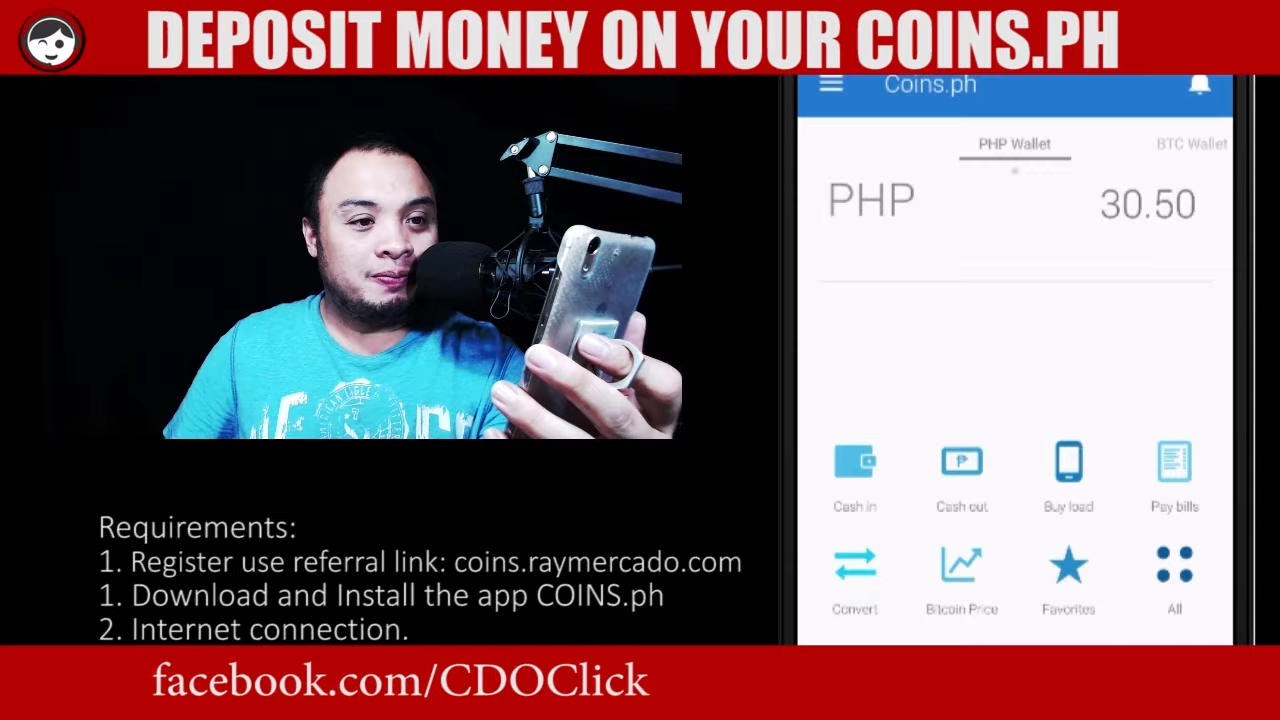 DEPOSIT MONEY ON YOUR COINS.PH
Coins.ph
PHP Wallet
BTC Wallet
PHP
30.50
Cash in
Cash out
Buy load
Pay bills
Convert
Bitcoin Price
Favorites
All
Requirements:
1. Register use referral link: coins.raymercado.com
1. Download and Install the app COINS.ph
2. Internet connection.
facebook.com/CDOClick